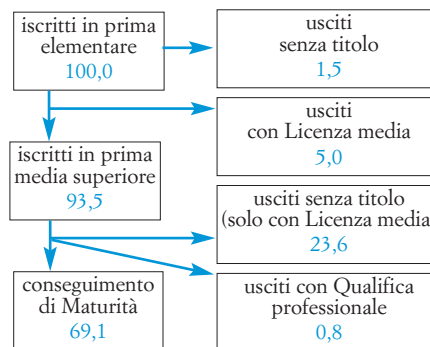 iscritti in prima
elementare
100,0
usciti
senza titolo
1,5
usciti
con Licenza media
5,0
iscritti in prima
media superiore
93,5
usciti senza titolo
(solo con Licenza media
23,6
conseguimento
di Maturità
69,1
usciti con Qualifica
professionale
0,8